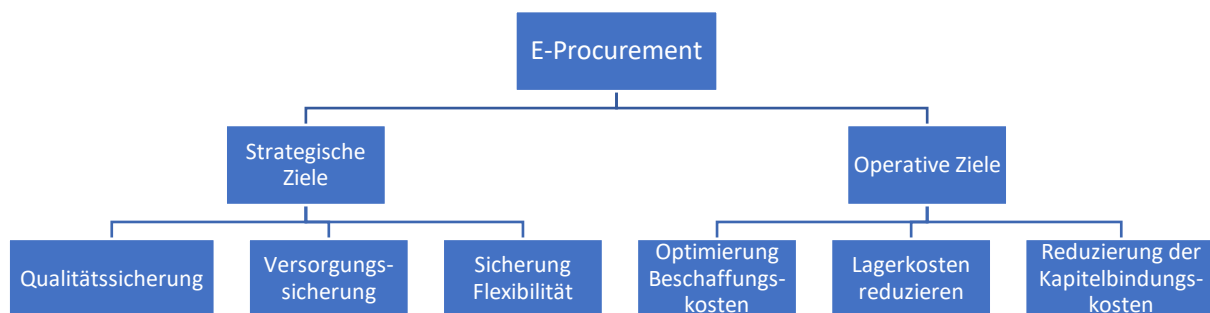 E-Procurement
Strategische
Ziele
Operative Ziele
Qualitätssicherung
Versorgungs-
sicherung
Sicherung
Flexibilität
Optimierung
Beschaffungs-
kosten
Lagerkosten
reduzieren
Reduzierung der
Kapitelbindungs-
kosten